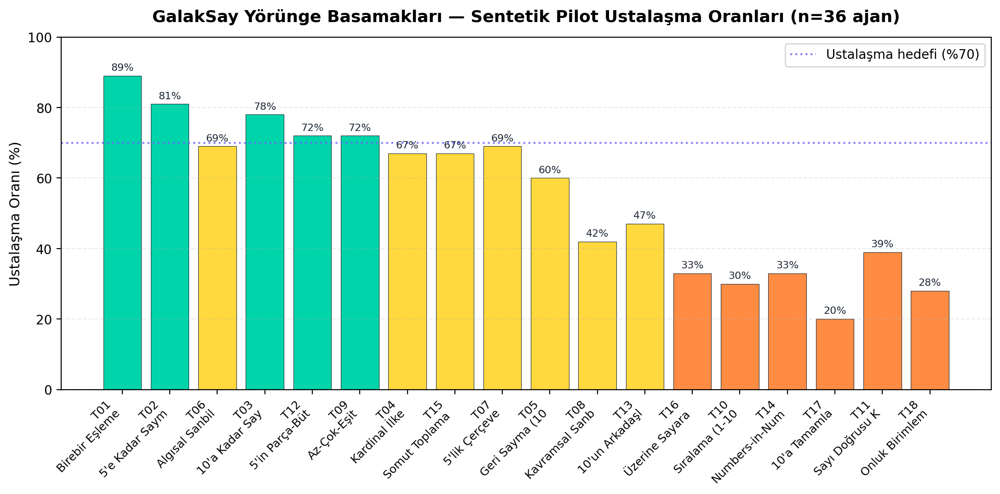 GalakSay Yörünge Basamakları — Sentetik Pilot Ustalaşma Oranları (n=36 ajan)
Ustalaşma hedefi (%70)
Ustalaşma Oranı (%)
100
80
60
40
20
0
89%
81%
69%
78%
72%
72%
67%
67%
69%
60%
42%
47%
33%
30%
33%
20%
39%
28%
T01
Birebir Eşleme
T02
5'e Kadar Saym
T06
Algısal Sanbil
T03
10'a Kadar Say
T12
5'in Parça-Büt
T09
Az-Çok-Eşit
T04
Kardinal İlke
T15
Somut Toplama
T07
5'lik Çerçeve
T05
Geri Sayma (10
T08
Kavramsal Sanb
T13
10'un Arkadaşl
T16
Üzerine Sayara
T10
Sıralama (1-10
T14
Numbers-in-Num
T17
10'a Tamamla
T11
Sayı Doğrusu K
T18
Onluk Birimlem